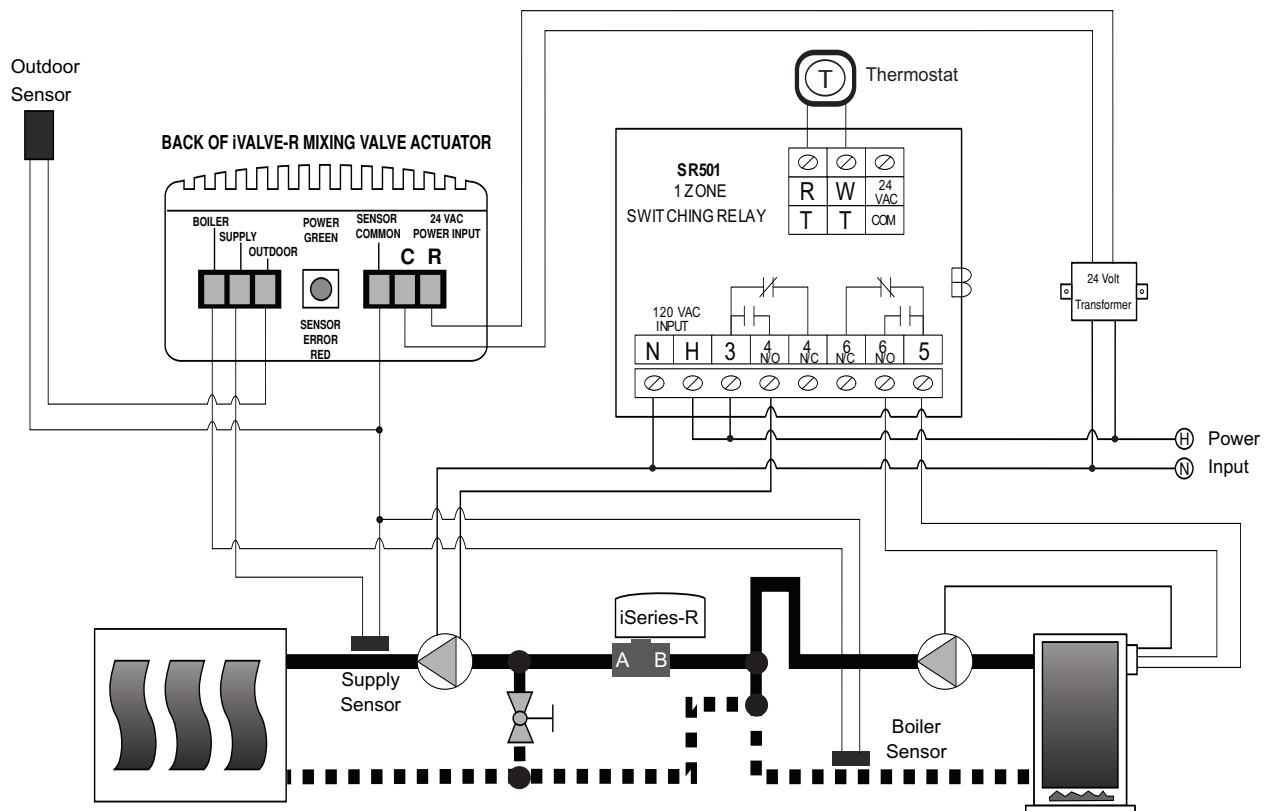 Outdoor
Sensor
BACK OF iVALVE-R MIXING VALVE ACTUATOR
BOILER
SUPPLY
OUTDOOR
POWER
GREEN
SENSOR
COMMON
24 VAC
POWER INPUT
C R
SENSOR
ERROR
RED
T
Thermostat
SR501
1 ZONE
SWITCHING RELAY
R W 24 VAC
T T COM
120 VAC
INPUT
N H 3 4 N/O 4 N/C 6 N/C 6 N/O 5
24 Volt
Transformer
H Power
N Input
iSeries-R
A B
Supply
Sensor
Boiler
Sensor